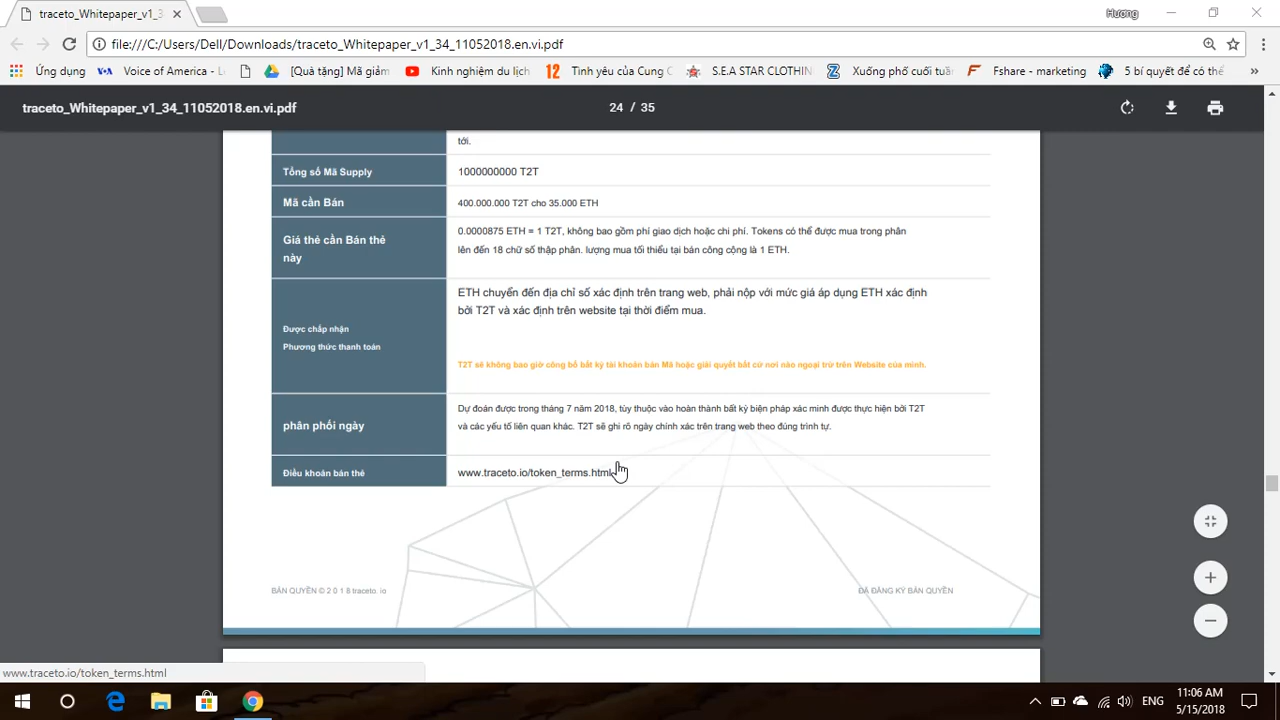 traceto_Whitepaper_v1_3
Hương
file:///C:/Users/Dell/Downloads/traceto_Whitepaper_v1_34_11052018.en.vi.pdf
Ứng dụng
Voice of America - L
[Quà tặng] Mã giảm
Kinh nghiệm du lịch
12 Tình yêu của Cung
S.E.A STAR CLOTHIN
Xuống phố cuối tuần
Fshare - marketing
5 bí quyết để có thể
»
traceto_Whitepaper_v1_34_11052018.en.vi.pdf
24 / 35
tới.
Tổng số Mã Supply
1000000000 T2T
Mã cần Bán
400.000.000 T2T cho 35.000 ETH
Giá thẻ cần Bán thẻ
này
0.0000875 ETH = 1 T2T, không bao gồm phí giao dịch hoặc chi phí. Tokens có thể được mua trong phân
lên đến 18 chữ số thập phân. lượng mua tối thiểu tại bán công cộng là 1 ETH.
Được chấp nhận
Phương thức thanh toán
ETH chuyển đến địa chỉ số xác định trên trang web, phải nộp với mức giá áp dụng ETH xác định
bởi T2T và xác định trên website tại thời điểm mua.
T2T sẽ không bao giờ công bố bất kỳ tài khoản bán Mã hoặc giải quyết bất cứ nơi nào ngoại trừ trên Website của mình.
phân phối ngày
Dự đoán được trong tháng 7 năm 2018, tùy thuộc vào hoàn thành bất kỳ biện pháp xác minh được thực hiện bởi T2T
và các yếu tố liên quan khác. T2T sẽ ghi rõ ngày chính xác trên trang web theo đúng trình tự.
Điều khoản bán thẻ
www.traceto.io/token_terms.html
BẢN QUYỀN © 2 0 1 8 traceto. io
ĐÃ ĐĂNG KÝ BẢN QUYỀN
www.traceto.io/token_terms.html
ENG
11:06 AM
5/15/2018